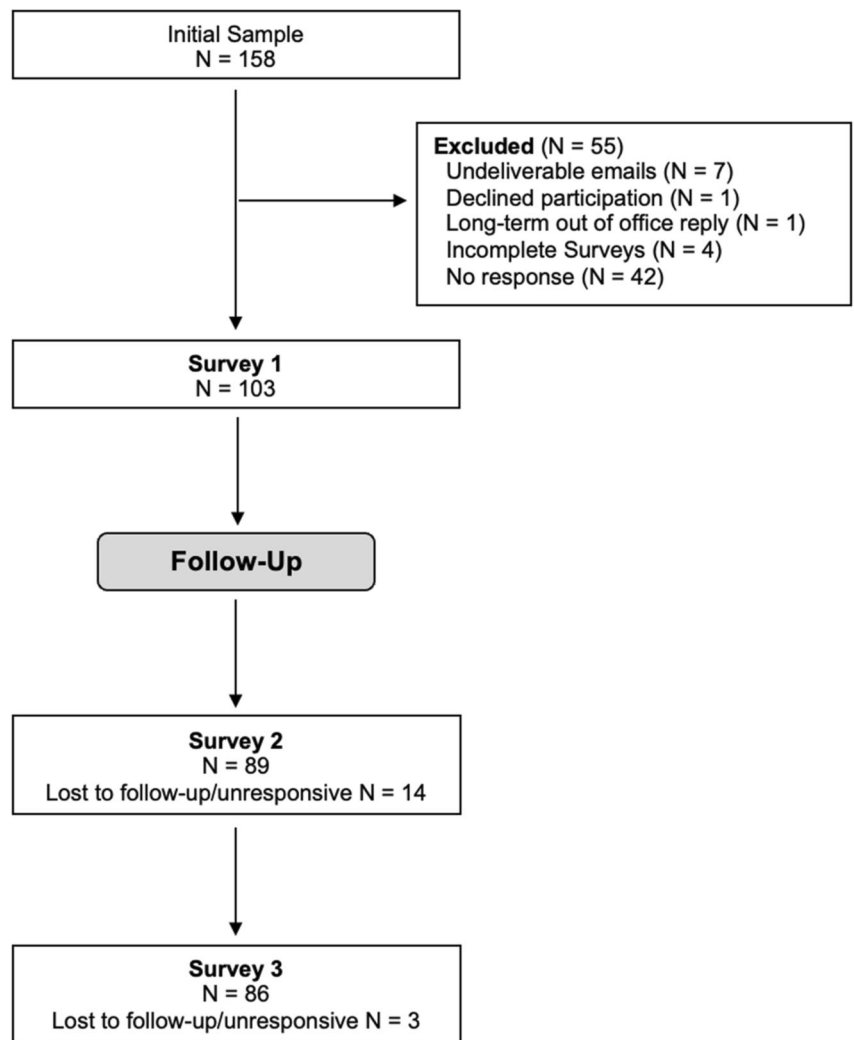 Initial Sample
N = 158
Excluded (N = 55)
Undeliverable emails (N = 7)
Declined participation (N = 1)
Long-term out of office reply (N = 1)
Incomplete Surveys (N = 4)
No response (N = 42)
Survey 1
N = 103
Follow-Up
Survey 2
N = 89
Lost to follow-up/unresponsive N = 14
Survey 3
N = 86
Lost to follow-up/unresponsive N = 3